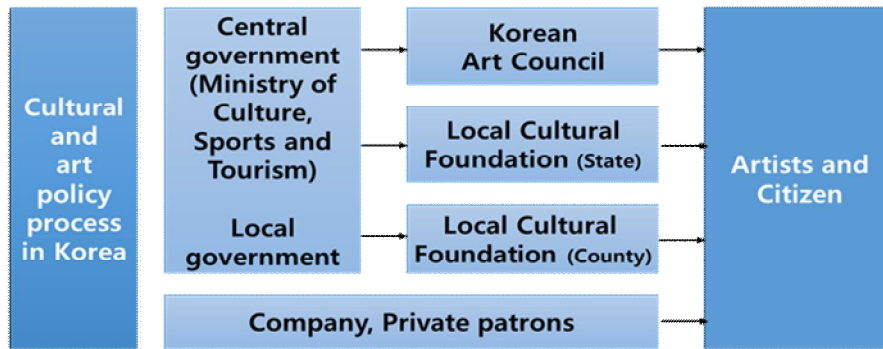 Cultural
and
art
policy
process
in Korea
Central
government
(Ministry of
Culture,
Sports and
Tourism)
Local
government
Korean
Art Council
Local Cultural
Foundation (State)
Local Cultural
Foundation (County)
Company, Private patrons
Artists and
Citizen